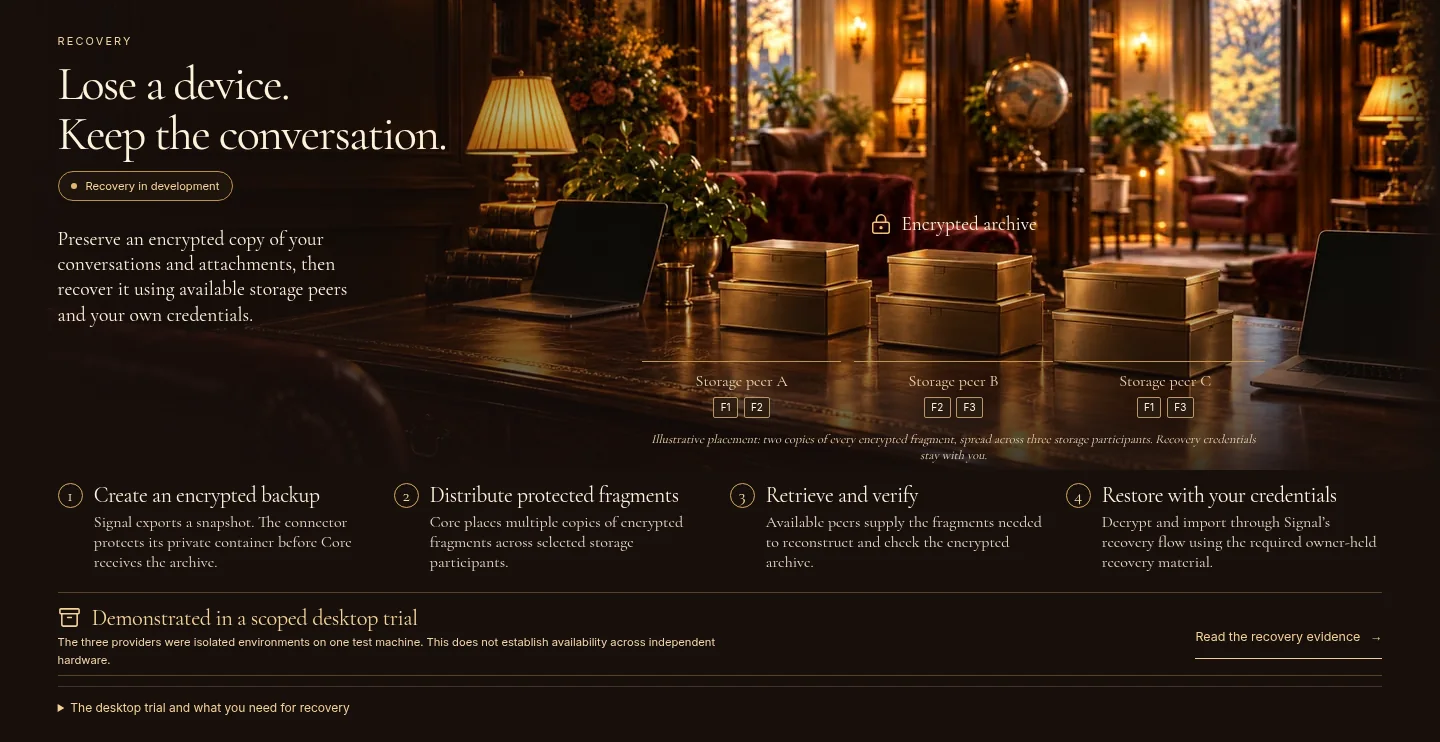 RECOVERY
Lose a device.
Keep the conversation.
Recovery in development
Preserve an encrypted copy of your
conversations and attachments, then
recover it using available storage peers
and your own credentials.
Encrypted archive
Storage peer A
F1 F2
Storage peer B
F2 F3
Storage peer C
F1 F3
Illustrative placement: two copies of every encrypted fragment, spread across three storage participants. Recovery credentials
stay with you.
1 Create an encrypted backup
Signal exports a snapshot. The connector
protects its private container before Core
receives the archive.
2 Distribute protected fragments
Core places multiple copies of encrypted
fragments across selected storage
participants.
3 Retrieve and verify
Available peers supply the fragments needed
to reconstruct and check the encrypted
archive.
4 Restore with your credentials
Decrypt and import through Signal’s
recovery flow using the required owner-held
recovery material.
Demonstrated in a scoped desktop trial
The three providers were isolated environments on one test machine. This does not establish availability across independent
hardware.
Read the recovery evidence →
▶ The desktop trial and what you need for recovery